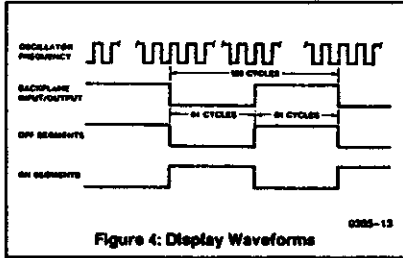 OSCILLATOR
FREQUENCY
128 CYCLES
BACKPLANE
INPUT/OUTPUT
64 CYCLES
64 CYCLES
OFF SEGMENTS
ON SEGMENTS
0385-13
Figure 4: Display Waveforms